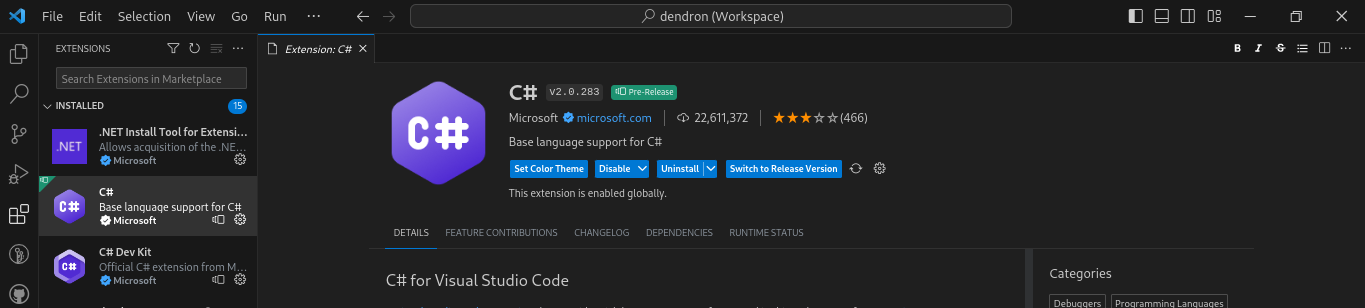 File Edit Selection View Go Run ··· dendron (Workspace)
EXTENSIONS
Extension: C#
B I S
Search Extensions in Marketplace
INSTALLED 15
.NET
.NET Install Tool for Extensi...
Allows acquisition of the .NE...
Microsoft
C#
C#
Base language support for C#
Microsoft
C#
C# Dev Kit
Official C# extension from M...
Microsoft
C#
C# v2.0.283 Pre-Release
Microsoft microsoft.com 22,611,372 (466)
Base language support for C#
Set Color Theme Disable Uninstall Switch to Release Version
This extension is enabled globally.
DETAILS FEATURE CONTRIBUTIONS CHANGELOG DEPENDENCIES RUNTIME STATUS
C# for Visual Studio Code
Categories
Debuggers Programming Languages